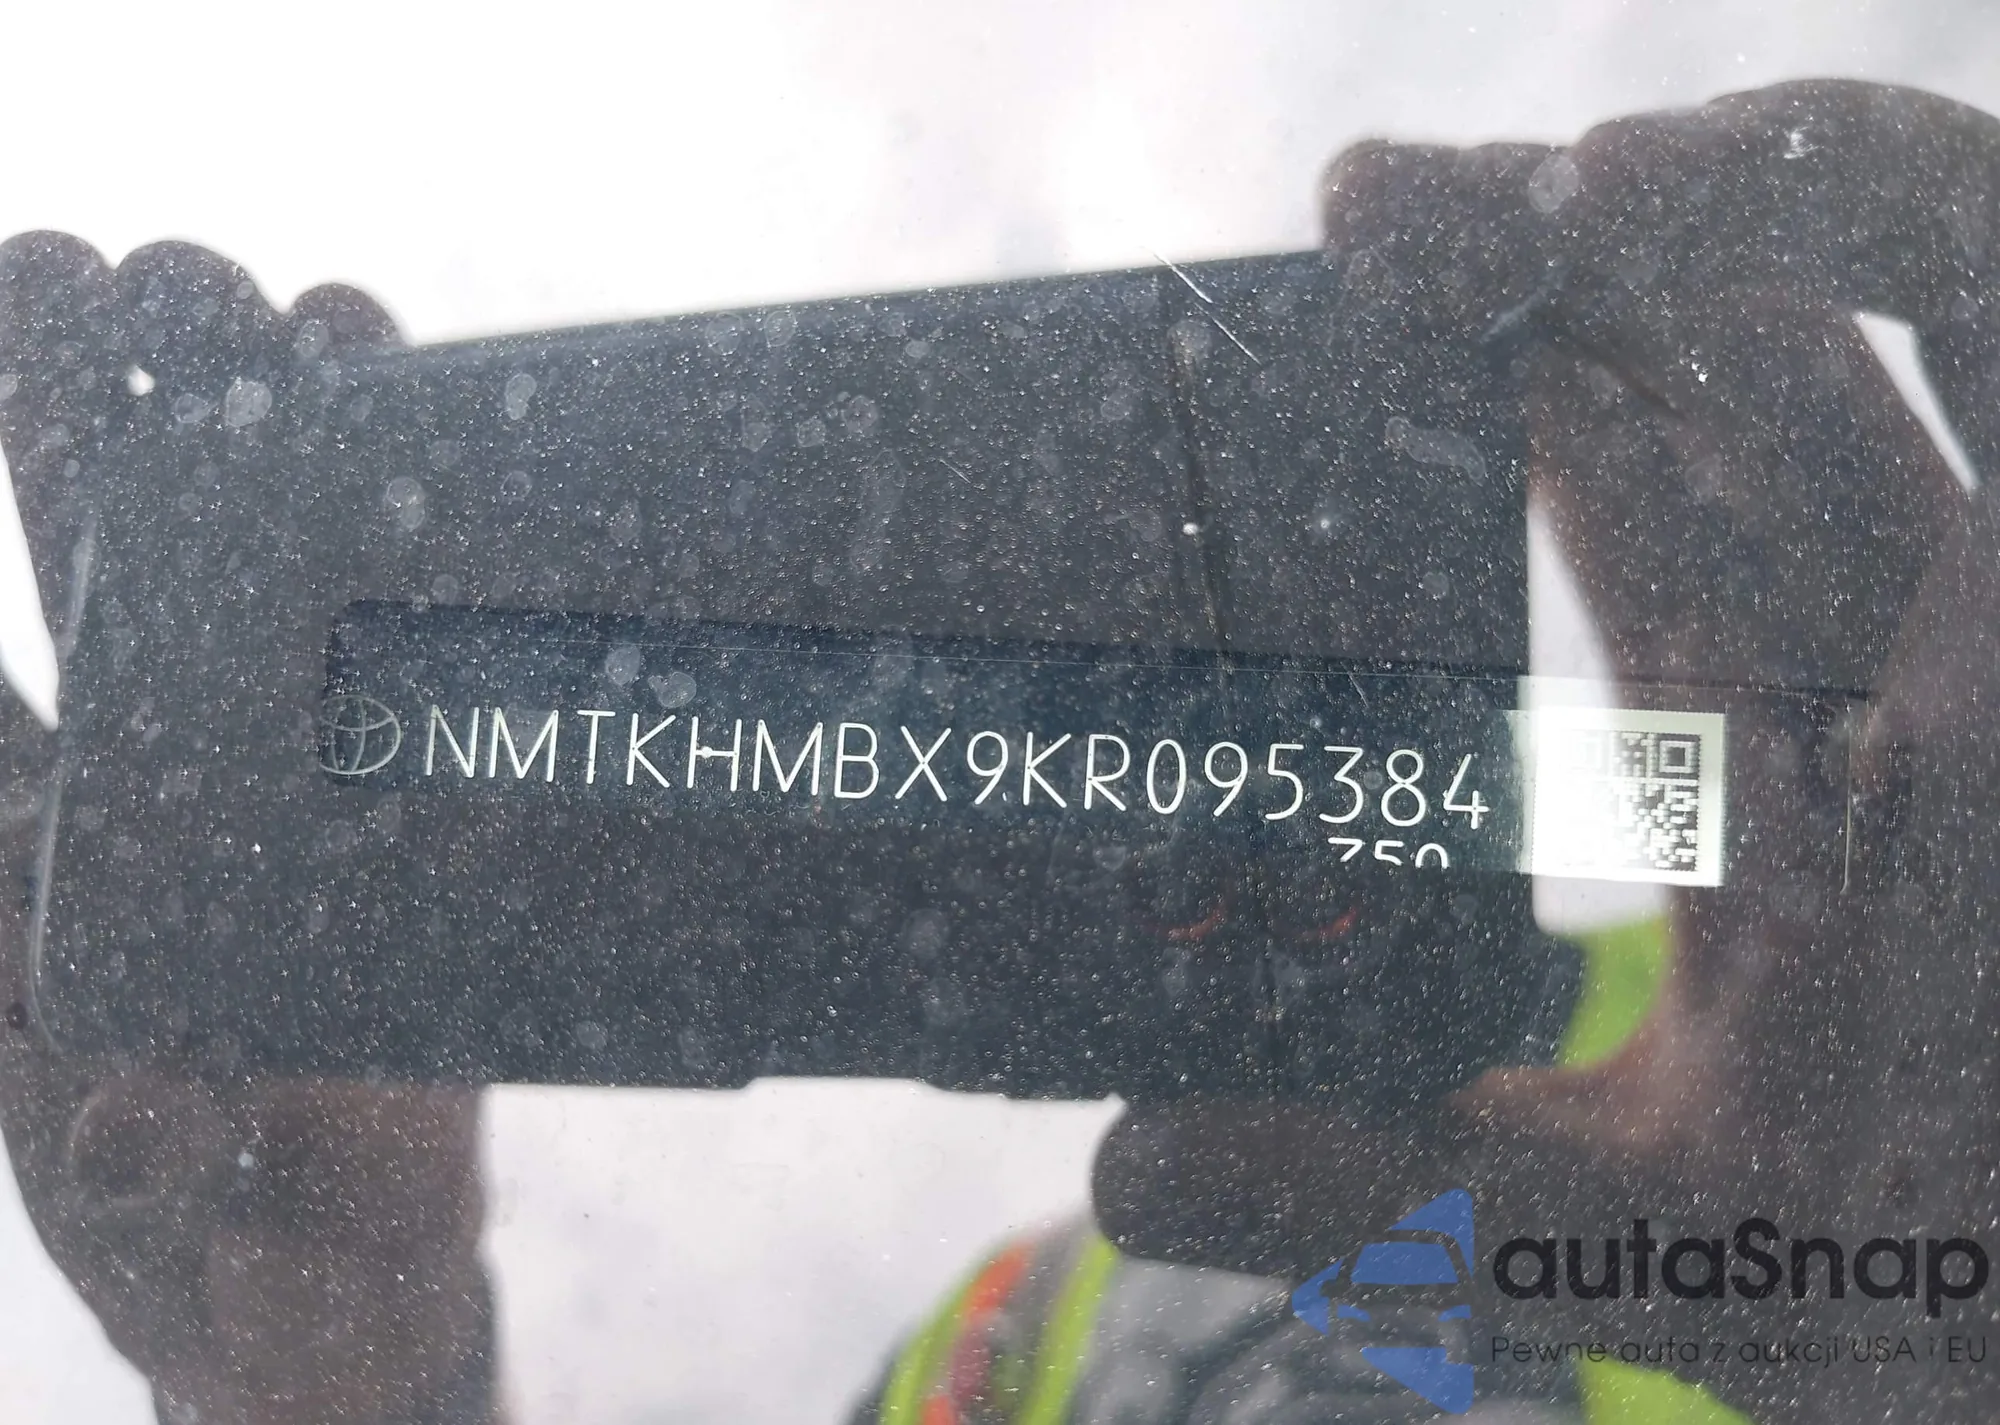 NMTKHMBX9KR095384
autaSnap
Pewne auta z aukcji USA i EU